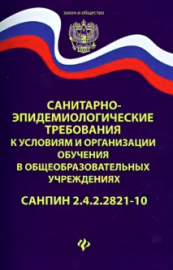 закон и общество
САНИТАРНО-
ЭПИДЕМИОЛОГИЧЕСКИЕ
ТРЕБОВАНИЯ
К УСЛОВИЯМ И ОРГАНИЗАЦИИ
ОБУЧЕНИЯ
В ОБЩЕОБРАЗОВАТЕЛЬНЫХ
УЧРЕЖДЕНИЯХ
САНПИН 2.4.2.2821-10